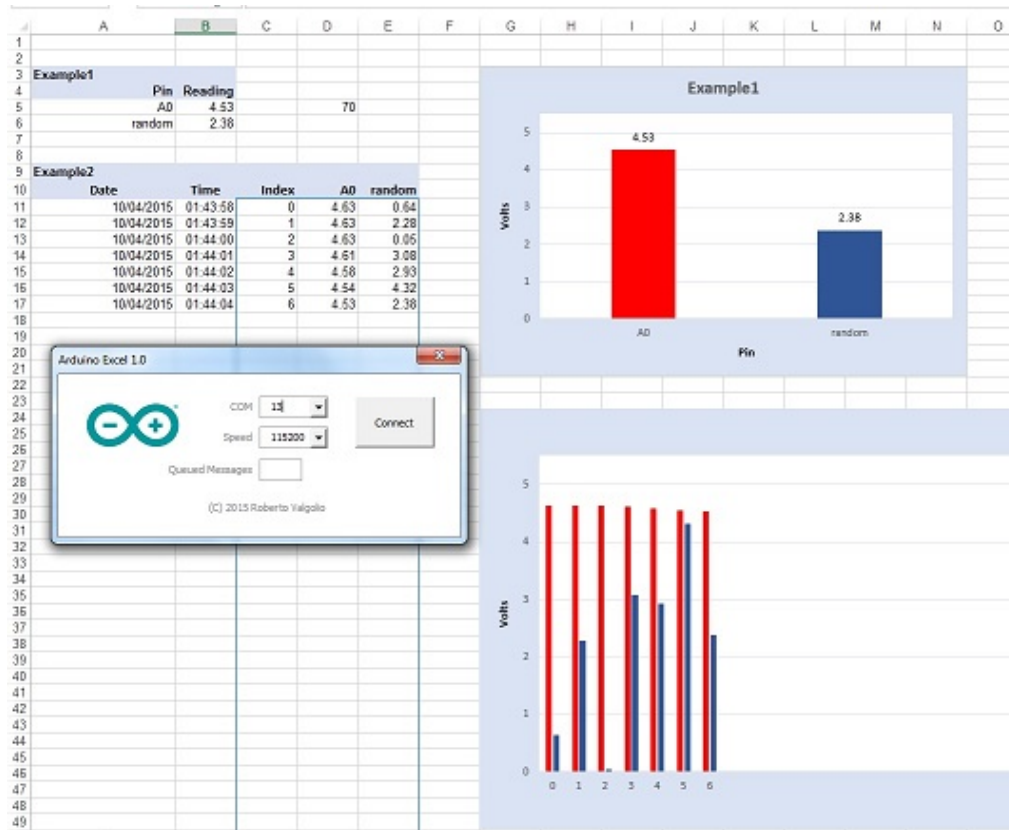 A B C D E F G H I J K L M N O
1
2
3 Example1
4 Pin Reading
5 A0 4.53 70
6 random 2.38
7
8
9 Example2
10 Date Time Index A0 random
11 10/04/2015 01:43:58 0 4.63 0.64
12 10/04/2015 01:43:59 1 4.63 2.28
13 10/04/2015 01:44:00 2 4.63 0.05
14 10/04/2015 01:44:01 3 4.61 3.08
15 10/04/2015 01:44:02 4 4.58 2.93
16 10/04/2015 01:44:03 5 4.54 4.32
17 10/04/2015 01:44:04 6 4.53 2.38
18
19
20
21
22
23
24
25
26
27
28
29
30
31
32
33
34
35
36
37
38
39
40
41
42
43
44
45
46
47
48
49
Arduino Excel 1.0
x
COM 13
Connect
Speed 115200
Queued Messages
(C) 2015 Roberto Valgolio
Example1
5
4
3
2
1
0
Volts
4.53
2.38
A0 random
Pin
5
4
3
2
1
0
Volts
0 1 2 3 4 5 6